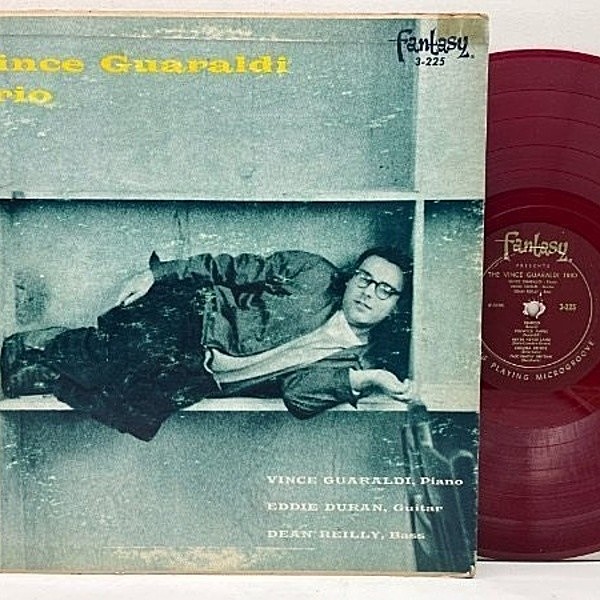 ince Guaraldi
rio
fantasy.
3-225
VINCE GUARALDI, Piano
EDDIE DURAN, Guitar
DEAN REILLY, Bass
fantasy.
PRESENTS
THE VINCE GUARALDI TRIO
3-225
PLAYING MICROGROOVE